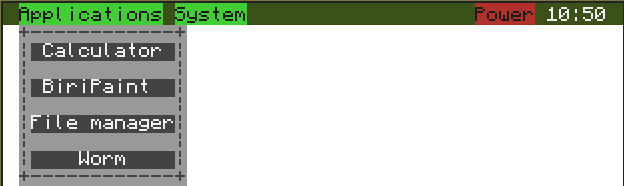 Applications System Power 10:50
Calculator
BiriPaint
File manager
Worm